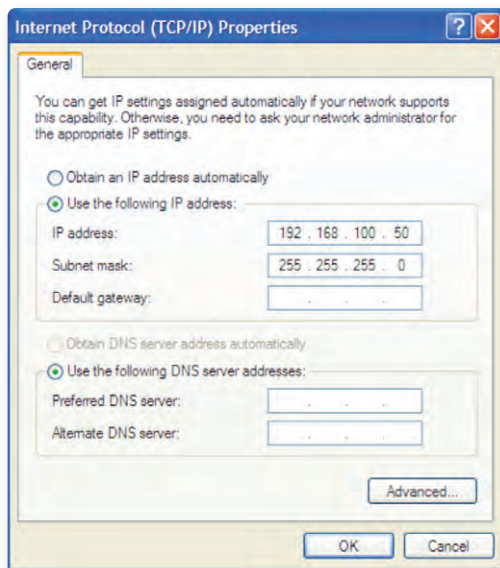 Internet Protocol (TCP/IP) Properties
General
You can get IP settings assigned automatically if your network supports
this capability. Otherwise, you need to ask your network administrator for
the appropriate IP settings.
Obtain an IP address automatically
Use the following IP address:
IP address: 192 . 168 . 100 . 50
Subnet mask: 255 . 255 . 255 . 0
Default gateway: . . .
Obtain DNS server address automatically
Use the following DNS server addresses:
Preferred DNS server: . . .
Alternate DNS server: . . .
Advanced...
OK Cancel